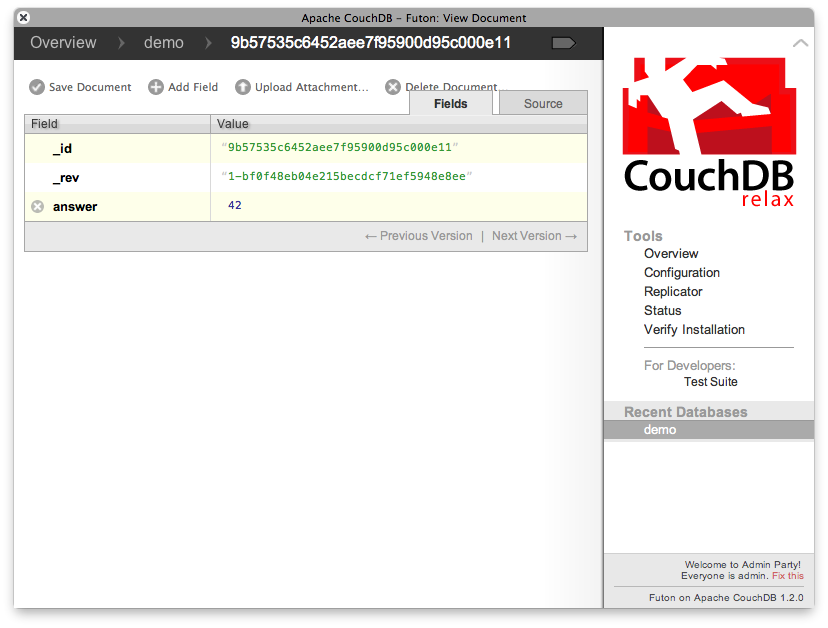 Apache CouchDB – Futon: View Document
Overview demo 9b57535c6452aee7f95900d95c000e11
Save Document Add Field Upload Attachment… Delete Document…
Fields Source
Field Value
_id "9b57535c6452aee7f95900d95c000e11"
_rev "1-bf0f48eb04e215becdcf71ef5948e8ee"
answer 42
← Previous Version | Next Version →
CouchDB
relax
Tools
Overview
Configuration
Replicator
Status
Verify Installation
For Developers:
Test Suite
Recent Databases
demo
Welcome to Admin Party!
Everyone is admin. Fix this
Futon on Apache CouchDB 1.2.0